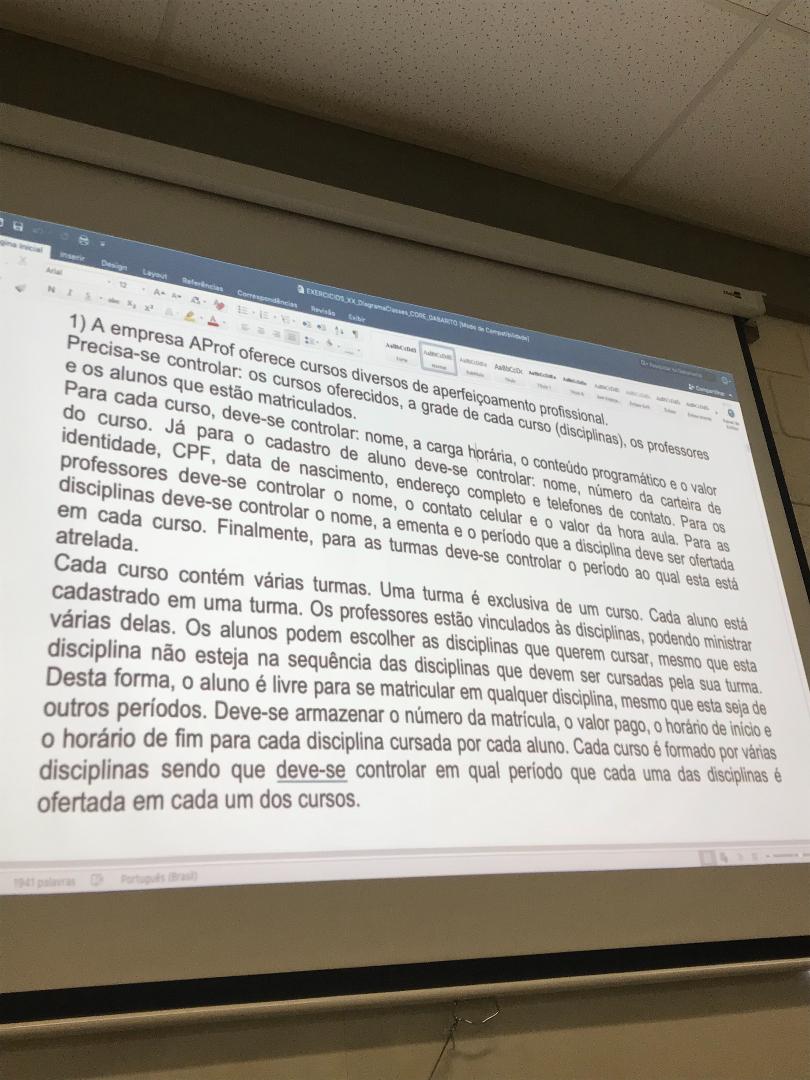 EXERCICIOS_XX_DiagramaClasses_CORE_GABARITO [Modo de Compatibilidade]
Inserir Design Layout Referências Correspondências Revisão Exibir
Arial 12
1) A empresa AProf oferece cursos diversos de aperfeiçoamento profissional.
Precisa-se controlar: os cursos oferecidos, a grade de cada curso (disciplinas), os professores
e os alunos que estão matriculados.
Para cada curso, deve-se controlar: nome, a carga horária, o conteúdo programático e o valor
do curso. Já para o cadastro de aluno deve-se controlar: nome, número da carteira de
identidade, CPF, data de nascimento, endereço completo e telefones de contato. Para os
professores deve-se controlar o nome, o contato celular e o valor da hora aula. Para as
disciplinas deve-se controlar o nome, a ementa e o período que a disciplina deve ser ofertada
em cada curso. Finalmente, para as turmas deve-se controlar o período ao qual esta está
atrelada.
Cada curso contém várias turmas. Uma turma é exclusiva de um curso. Cada aluno está
cadastrado em uma turma. Os professores estão vinculados às disciplinas, podendo ministrar
várias delas. Os alunos podem escolher as disciplinas que querem cursar, mesmo que esta
disciplina não esteja na sequência das disciplinas que devem ser cursadas pela sua turma.
Desta forma, o aluno é livre para se matricular em qualquer disciplina, mesmo que esta seja de
outros períodos. Deve-se armazenar o número da matrícula, o valor pago, o horário de início e
o horário de fim para cada disciplina cursada por cada aluno. Cada curso é formado por várias
disciplinas sendo que deve-se controlar em qual período que cada uma das disciplinas é
ofertada em cada um dos cursos.
1941 palavras Português (Brasil)